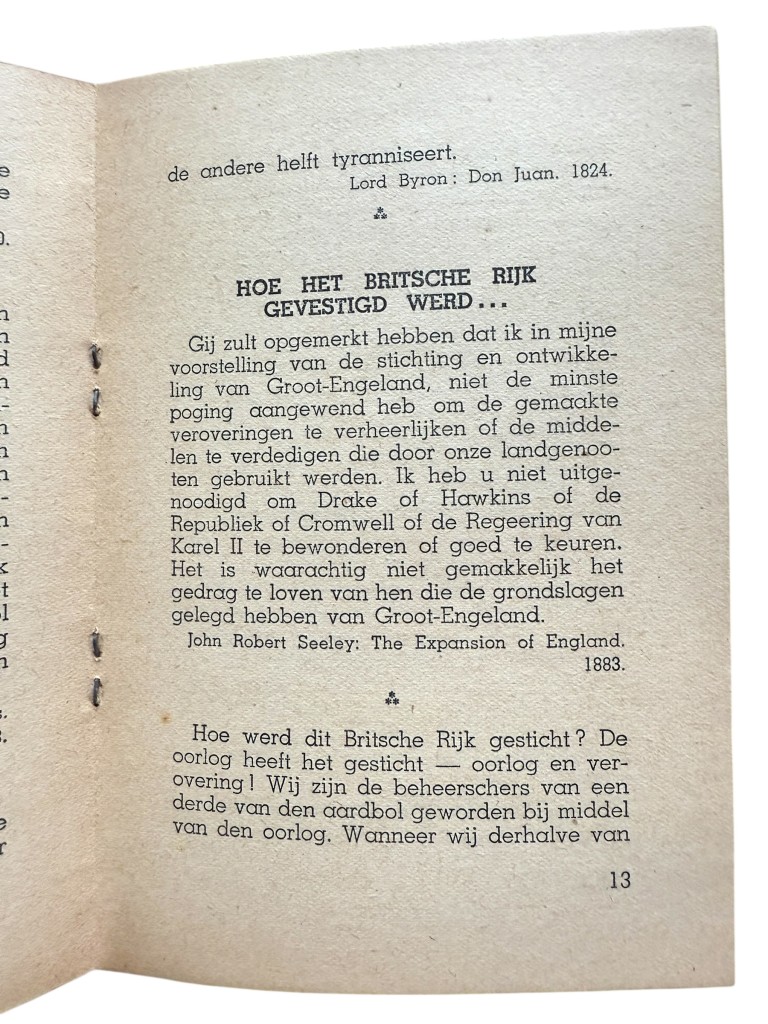 de andere helft tyranniseert.
Lord Byron: Don Juan. 1824.
HOE HET BRITSCHE RIJK
GEVESTIGD WERD...
Gij zult opgemerkt hebben dat ik in mijne
voorstelling van de stichting en ontwikke-
ling van Groot-Engeland, niet de minste
poging aangewend heb om de gemaakte
veroveringen te verheerlijken of de midde-
len te verdedigen die door onze landgenoo-
ten gebruikt werden. Ik heb u niet uitge-
noodigd om Drake of Hawkins of de
Republiek of Cromwell of de Regeering van
Karel II te bewonderen of goed te keuren.
Het is waarachtig niet gemakkelijk het
gedrag te loven van hen die de grondslagen
gelegd hebben van Groot-Engeland.
John Robert Seeley: The Expansion of England.
1883.
Hoe werd dit Britsche Rijk gesticht? De
oorlog heeft het gesticht — oorlog en ver-
overing! Wij zijn de beheerschers van een
derde van den aardbol geworden bij middel
van den oorlog. Wanneer wij derhalve van
13